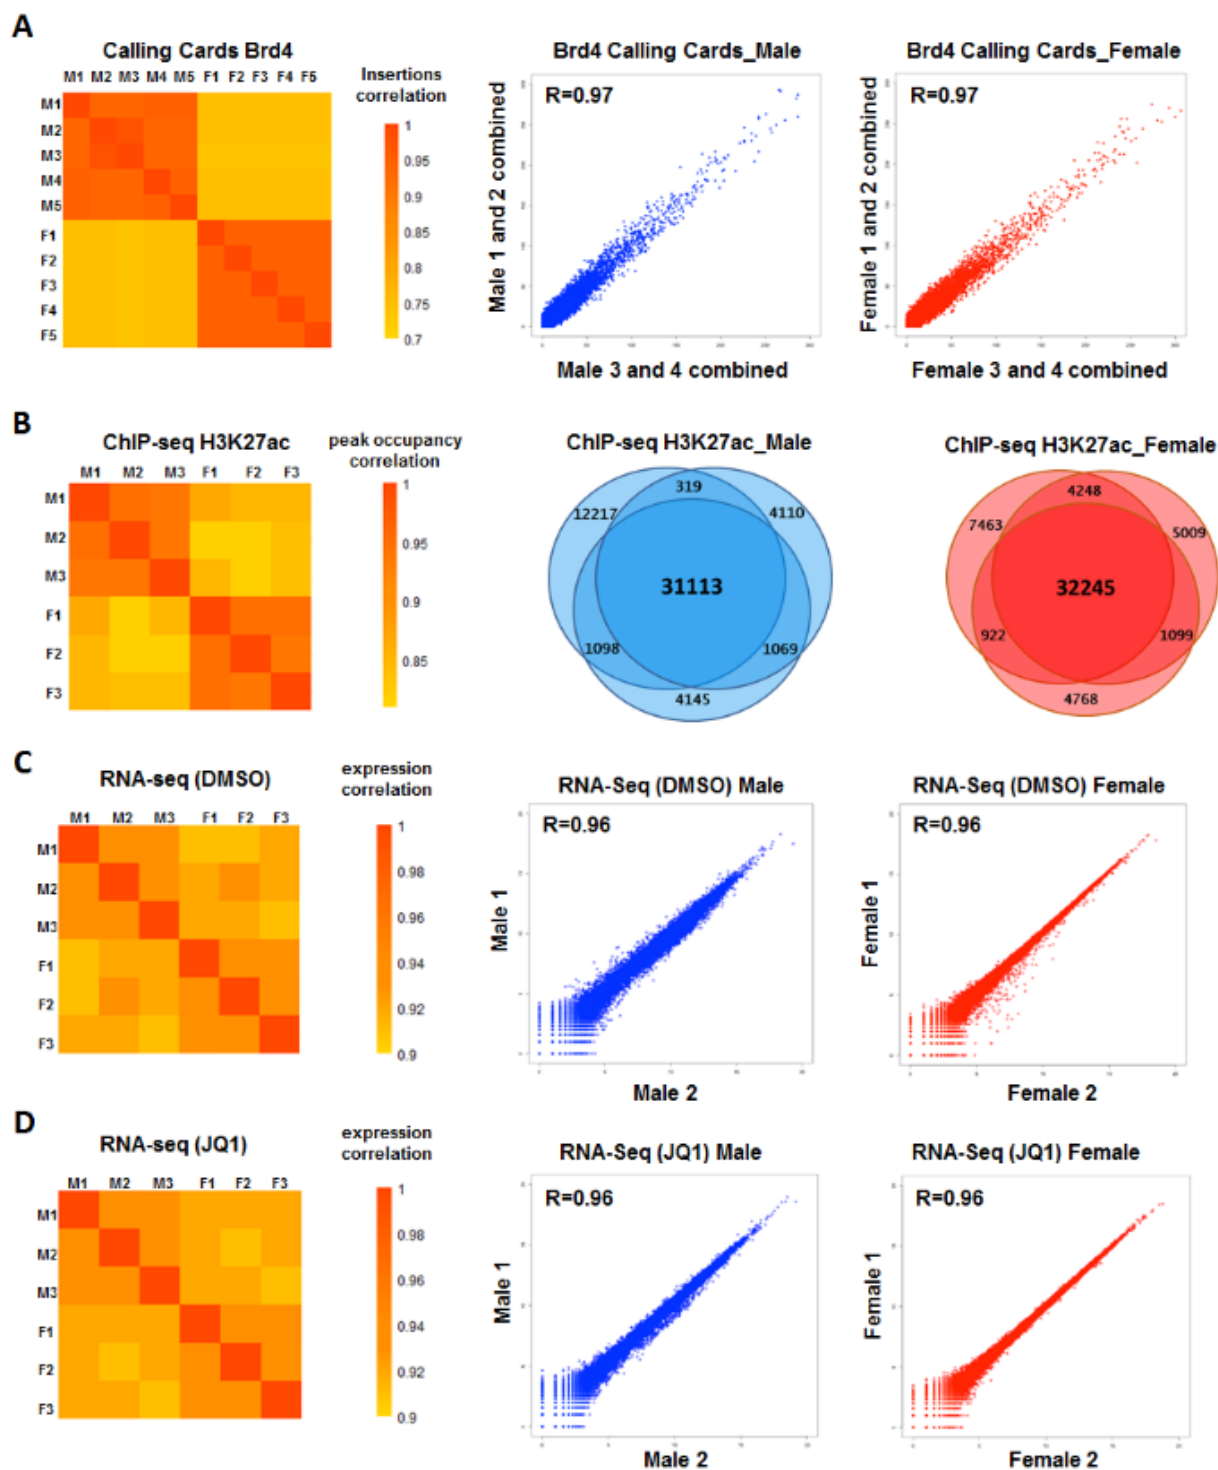 A
Calling Cards Brd4
M1 M2 M3 M4 M5 F1 F2 F3 F4 F5
M1
M2
M3
M4
M5
F1
F2
F3
F4
F5
Insertions
correlation
1
0.95
0.9
0.85
0.8
0.75
0.7
Brd4 Calling Cards_Male
R=0.97
Male 1 and 2 combined
Male 3 and 4 combined
Brd4 Calling Cards_Female
R=0.97
Female 1 and 2 combined
Female 3 and 4 combined
B
ChIP-seq H3K27ac
M1 M2 M3 F1 F2 F3
M1
M2
M3
F1
F2
F3
peak occupancy
correlation
1
0.95
0.9
0.85
ChIP-seq H3K27ac_Male
319
12217
4110
31113
1098
1069
4145
ChIP-seq H3K27ac_Female
4248
7463
5009
32245
922
1099
4768
C
RNA-seq (DMSO)
M1 M2 M3 F1 F2 F3
M1
M2
M3
F1
F2
F3
expression
correlation
1
0.98
0.96
0.94
0.92
0.9
RNA-Seq (DMSO) Male
R=0.96
Male 1
Male 2
RNA-Seq (DMSO) Female
R=0.96
Female 1
Female 2
D
RNA-seq (JQ1)
M1 M2 M3 F1 F2 F3
M1
M2
M3
F1
F2
F3
expression
correlation
1
0.98
0.96
0.94
0.92
0.9
RNA-Seq (JQ1) Male
R=0.96
Male 1
Male 2
RNA-Seq (JQ1) Female
R=0.96
Female 1
Female 2